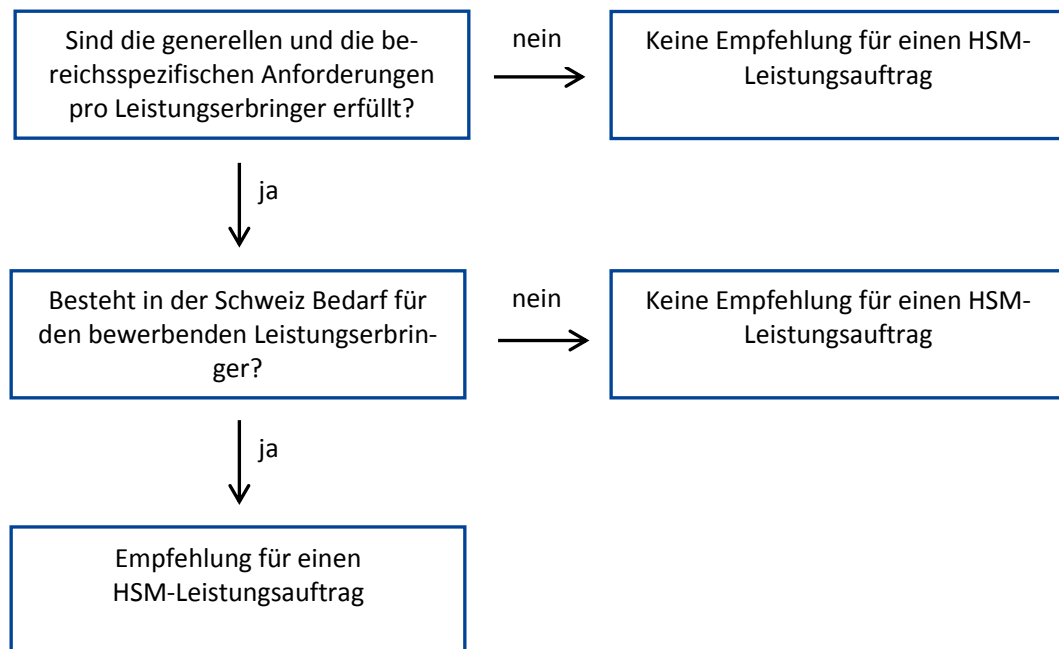 Sind die generellen und die be-
reichsspezifischen Anforderungen
pro Leistungserbringer erfüllt?
nein
Keine Empfehlung für einen HSM-
Leistungsauftrag
ja
Besteht in der Schweiz Bedarf für
den bewerbenden Leistungserbrin-
ger?
nein
Keine Empfehlung für einen HSM-
Leistungsauftrag
ja
Empfehlung für einen
HSM-Leistungsauftrag